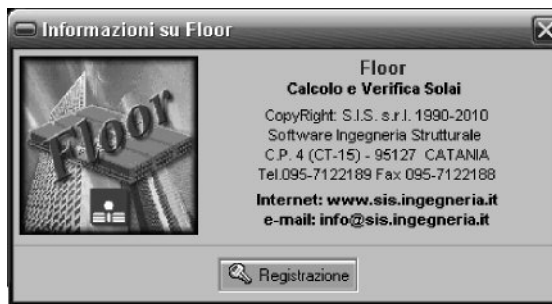 Informazioni su Floor
Floor
Floor
Calcolo e Verifica Solai
CopyRight: S.I.S. s.r.l. 1990-2010
Software Ingegneria Strutturale
C.P. 4 (CT-15) - 95127 CATANIA
Tel.095-7122189 Fax 095-7122188
Internet: www.sis.ingegneria.it
e-mail: info@sis.ingegneria.it
Registrazione